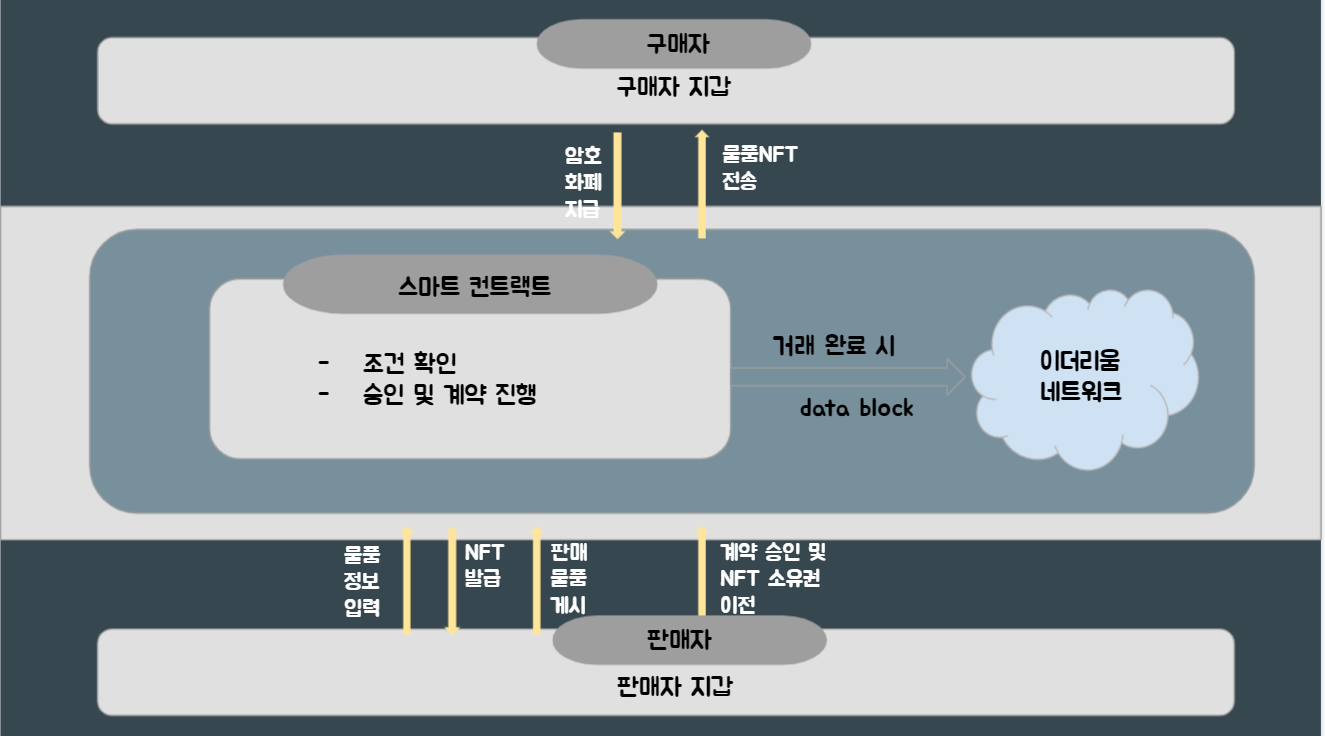 구매자
구매자 지갑
암호
화폐
지급
물품NFT
전송
스마트 컨트랙트
- 조건 확인
- 승인 및 계약 진행
거래 완료 시
data block
이더리움
네트워크
물품
정보
입력
NFT
발급
판매
물품
게시
계약 승인 및
NFT 소유권
이전
판매자
판매자 지갑